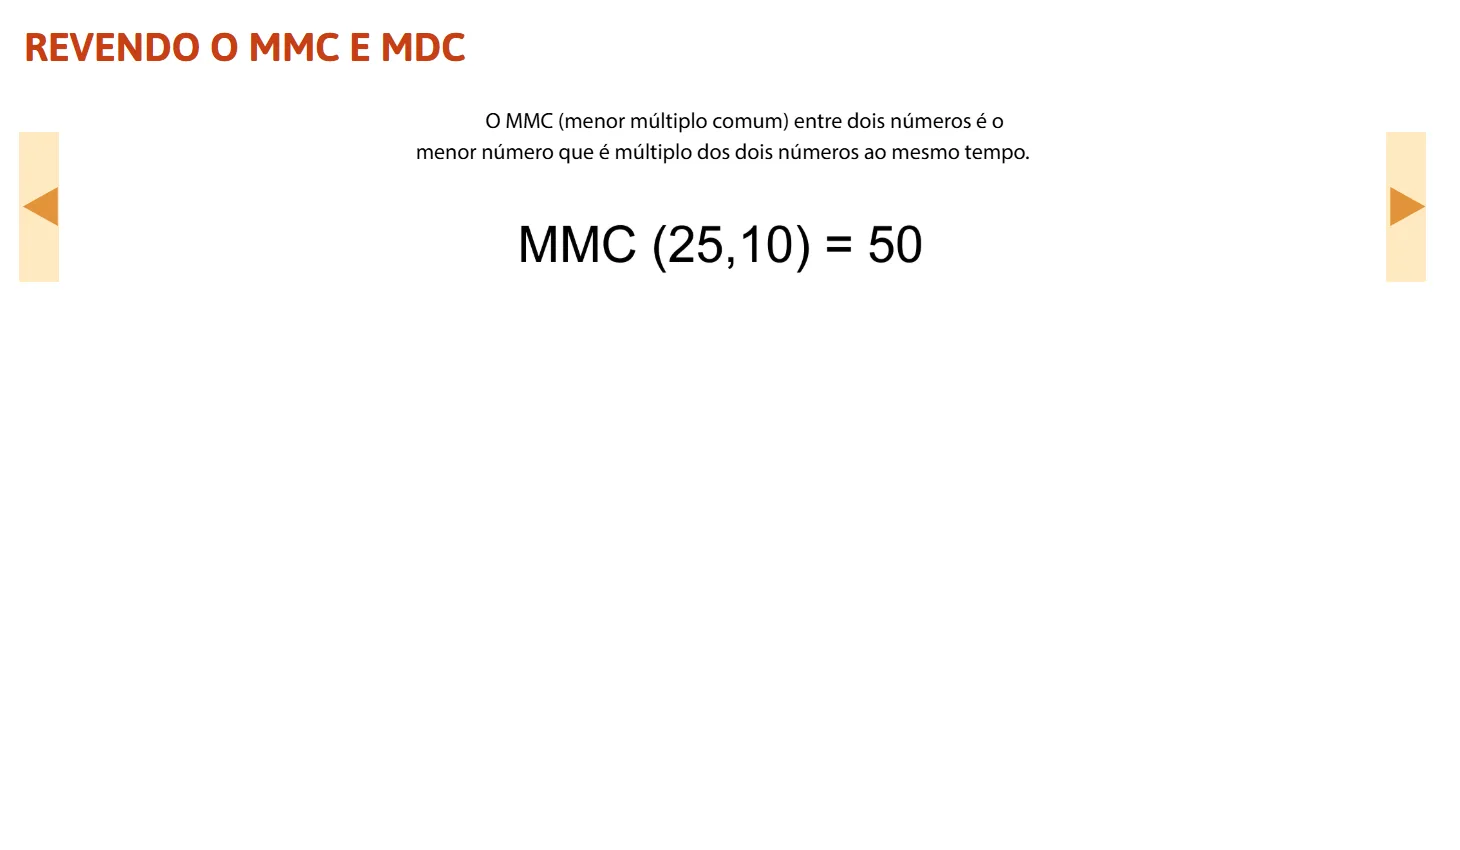 REVENDO O MMC E MDC
O MMC (menor múltiplo comum) entre dois números é o
menor número que é múltiplo dos dois números ao mesmo tempo.
MMC (25,10) = 50